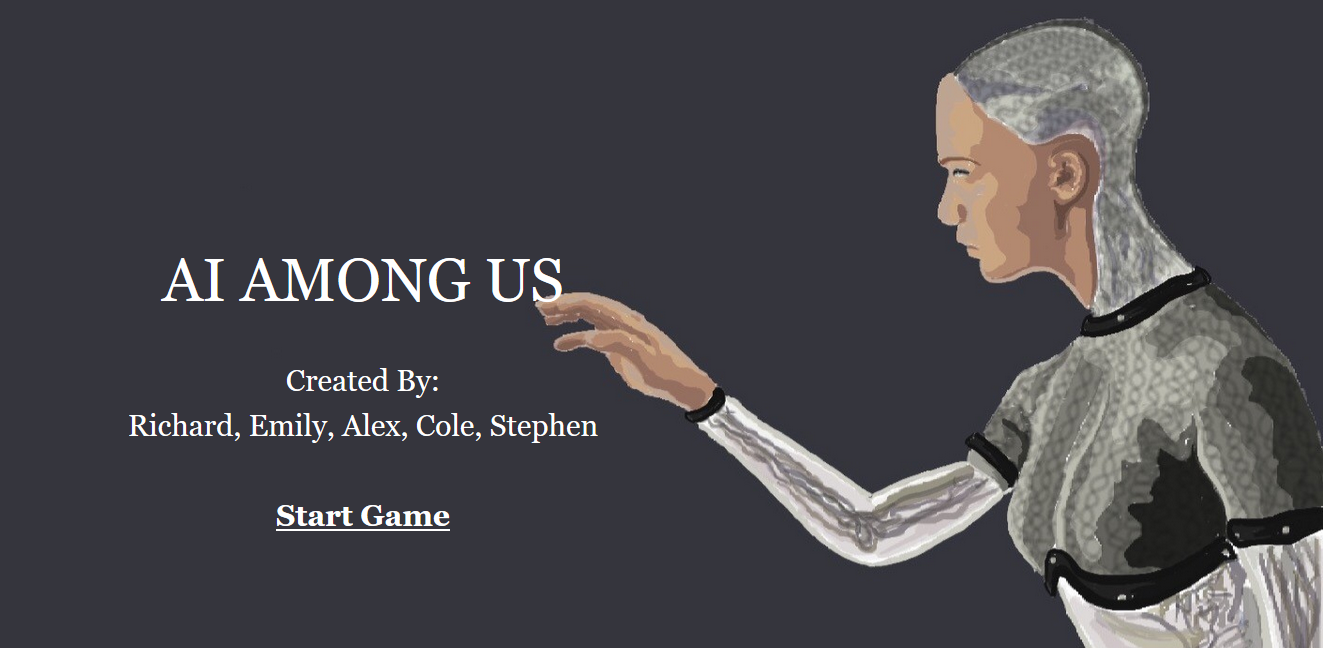 AI AMONG US
Created By:
Richard, Emily, Alex, Cole, Stephen
Start Game